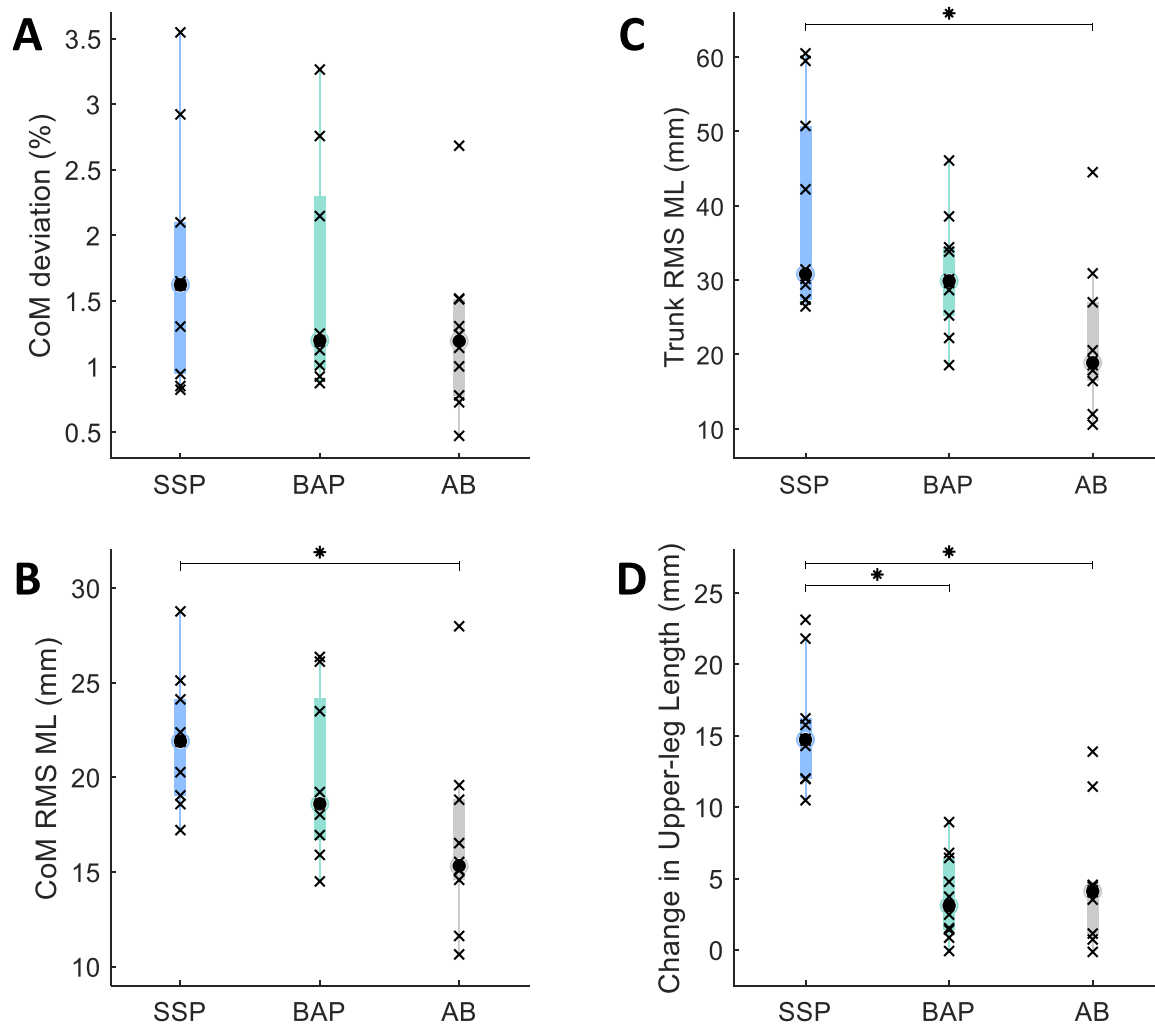 A
CoM deviation (%)
3.5
3
2.5
2
1.5
1
0.5
SSP BAP AB
C
*
Trunk RMS ML (mm)
60
50
40
30
20
10
SSP BAP AB
B
*
CoM RMS ML (mm)
30
25
20
15
10
SSP BAP AB
D
*
*
Change in Upper-leg Length (mm)
25
20
15
10
5
0
SSP BAP AB